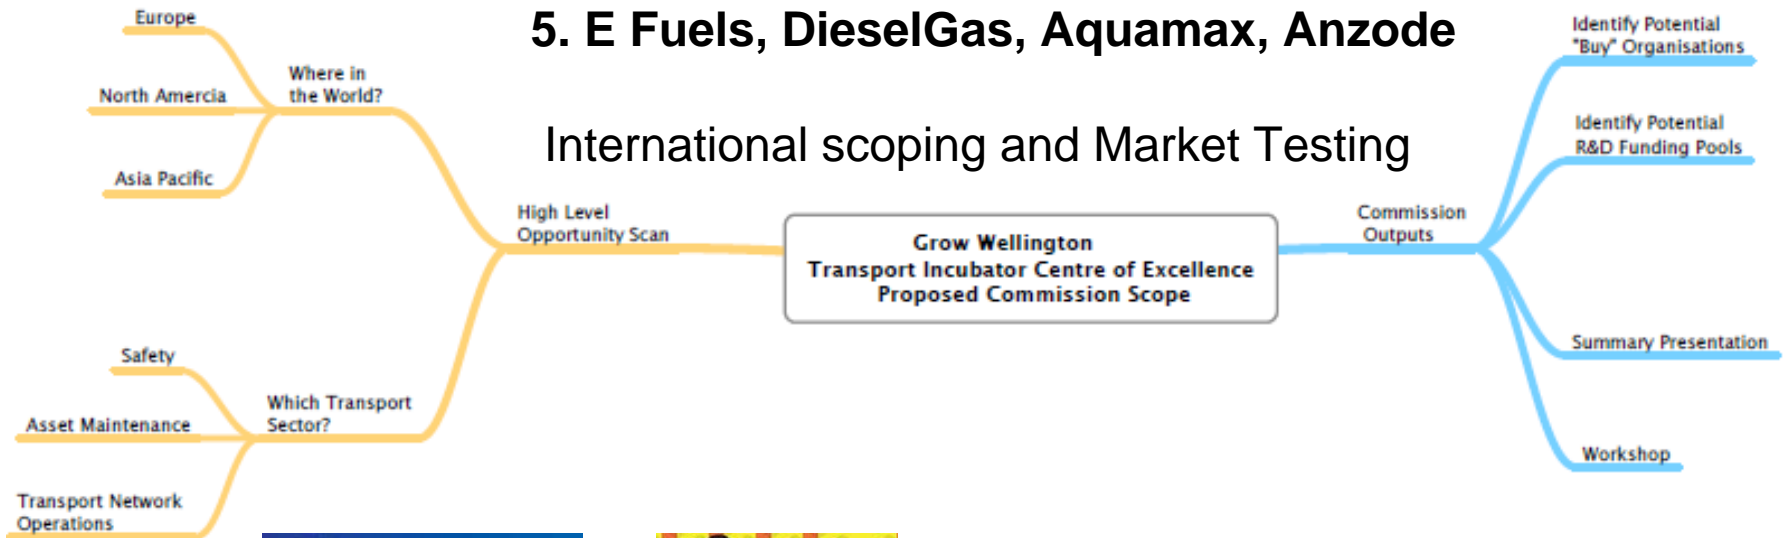 5. E Fuels, DieselGas, Aquamax, Anzode
International scoping and Market Testing
Europe
North Amercia
Asia Pacific
Where in
the World?
High Level
Opportunity Scan
Safety
Asset Maintenance
Transport Network
Operations
Which Transport
Sector?
Grow Wellington
Transport Incubator Centre of Excellence
Proposed Commission Scope
Commission
Outputs
Identify Potential
"Buy" Organisations
Identify Potential
R&D Funding Pools
Summary Presentation
Workshop